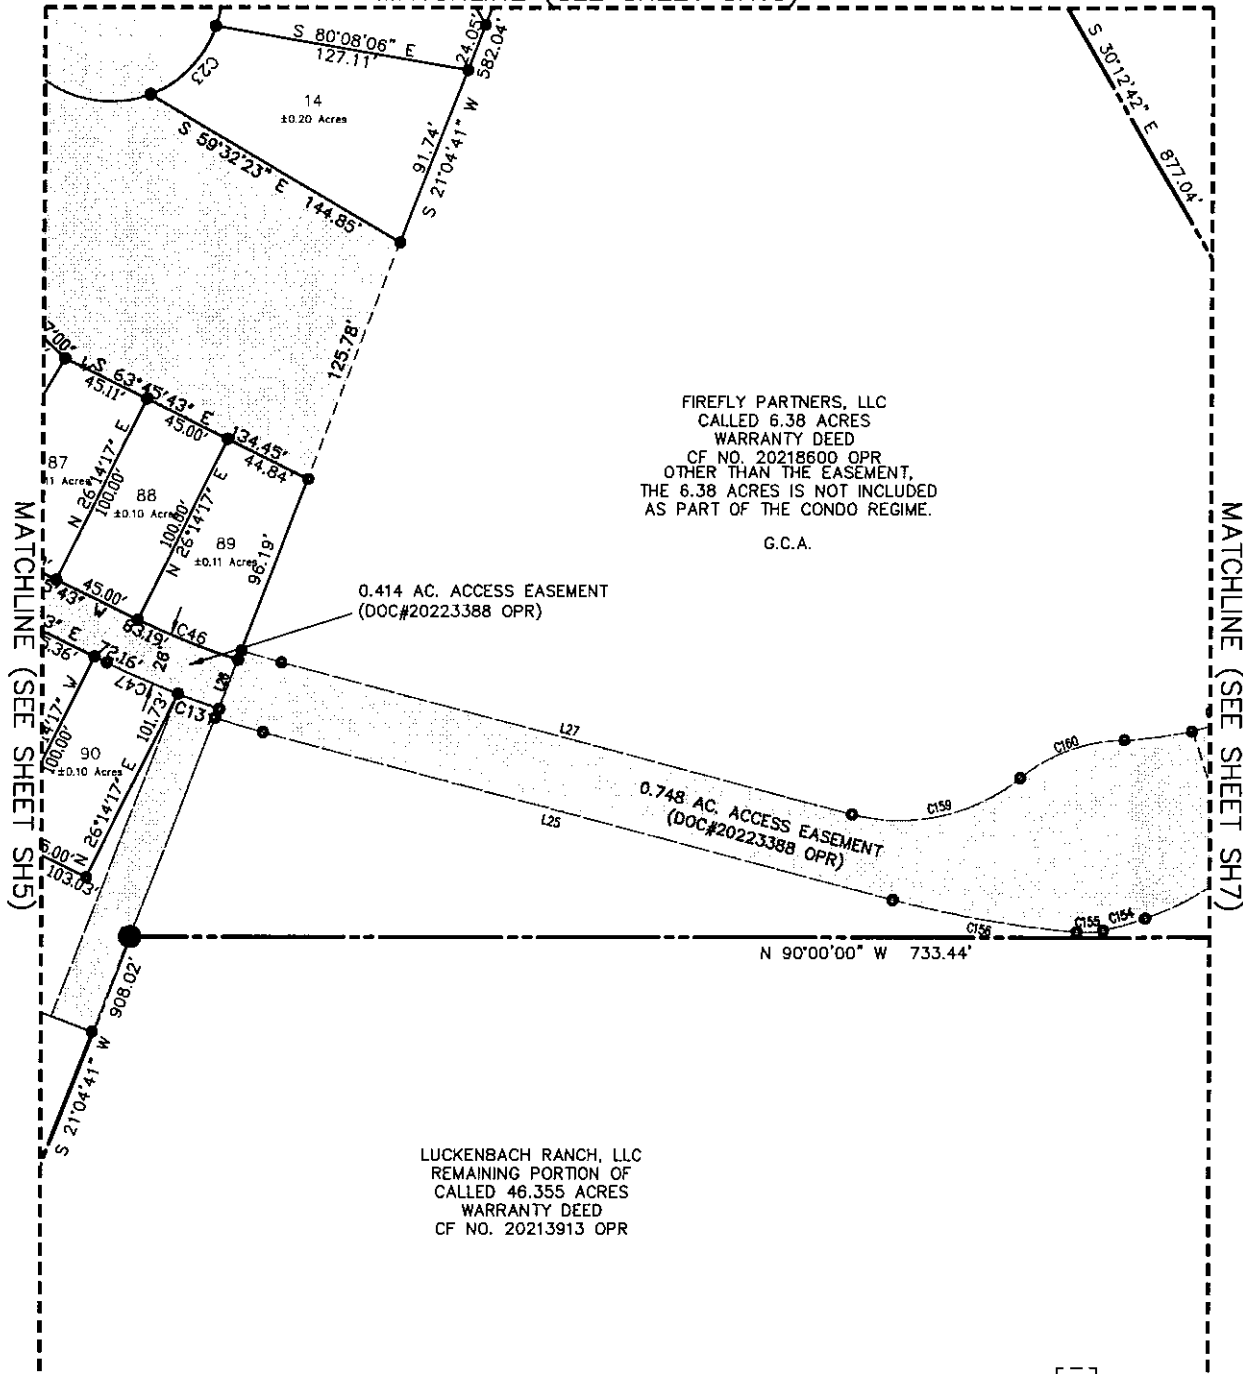 S 80°08'06" E
127.11'
24.05'
582.04'
C23
14
±0.20 Acres
S 59°32'23" E 144.85'
91.74'
S 21°04'41" W
S 30°12'42" E 877.04'
125.78'
S 63°45'43" E 134.45'
45.11'
45.00'
44.84'
87
N 26°14'17" E
100.00'
88
±0.10 Acres
100.00'
N 26°14'17" E
89
±0.11 Acres
96.19'
FIREFLY PARTNERS, LLC
CALLED 6.38 ACRES
WARRANTY DEED
CF NO. 20218600 OPR
OTHER THAN THE EASEMENT,
THE 6.38 ACRES IS NOT INCLUDED
AS PART OF THE CONDO REGIME.
G.C.A.
MATCHLINE (SEE SHEET SH5)
MATCHLINE (SEE SHEET SH7)
0.414 AC. ACCESS EASEMENT
(DOC#20223388 OPR)
45.00'
83.19'
C46
28'
72.16'
C47
C131
L26
L27
L25
101.73'
90
±0.10 Acres
100.00'
N 26°14'17" E
103.03'
0.748 AC. ACCESS EASEMENT
(DOC#20223388 OPR)
C159
C160
C156
C155
C154
N 90°00'00" W 733.44'
908.02'
S 21°04'41" W
LUCKENBACH RANCH, LLC
REMAINING PORTION OF
CALLED 46.355 ACRES
WARRANTY DEED
CF NO. 20213913 OPR